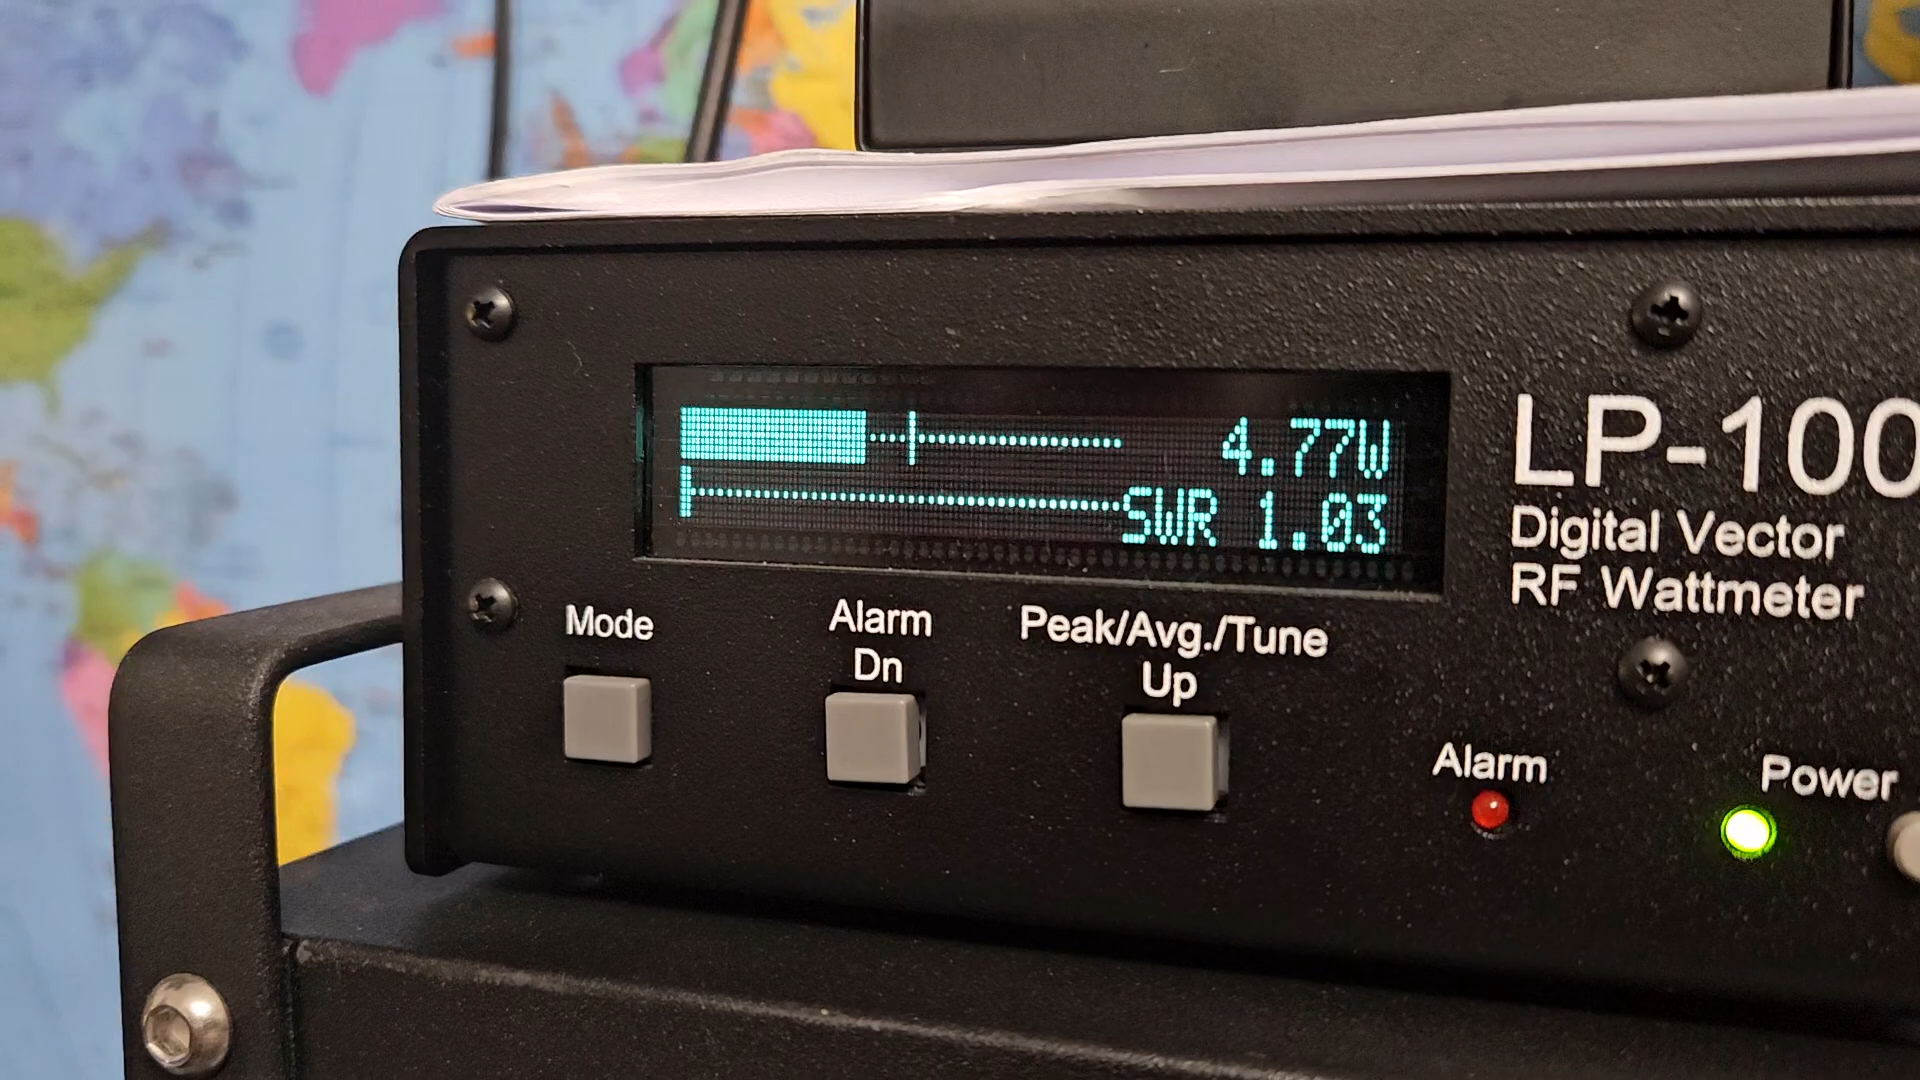 4.77W
SWR 1.03
LP-100
Digital Vector
RF Wattmeter
Mode
Alarm
Dn
Peak/Avg./Tune
Up
Alarm
Power